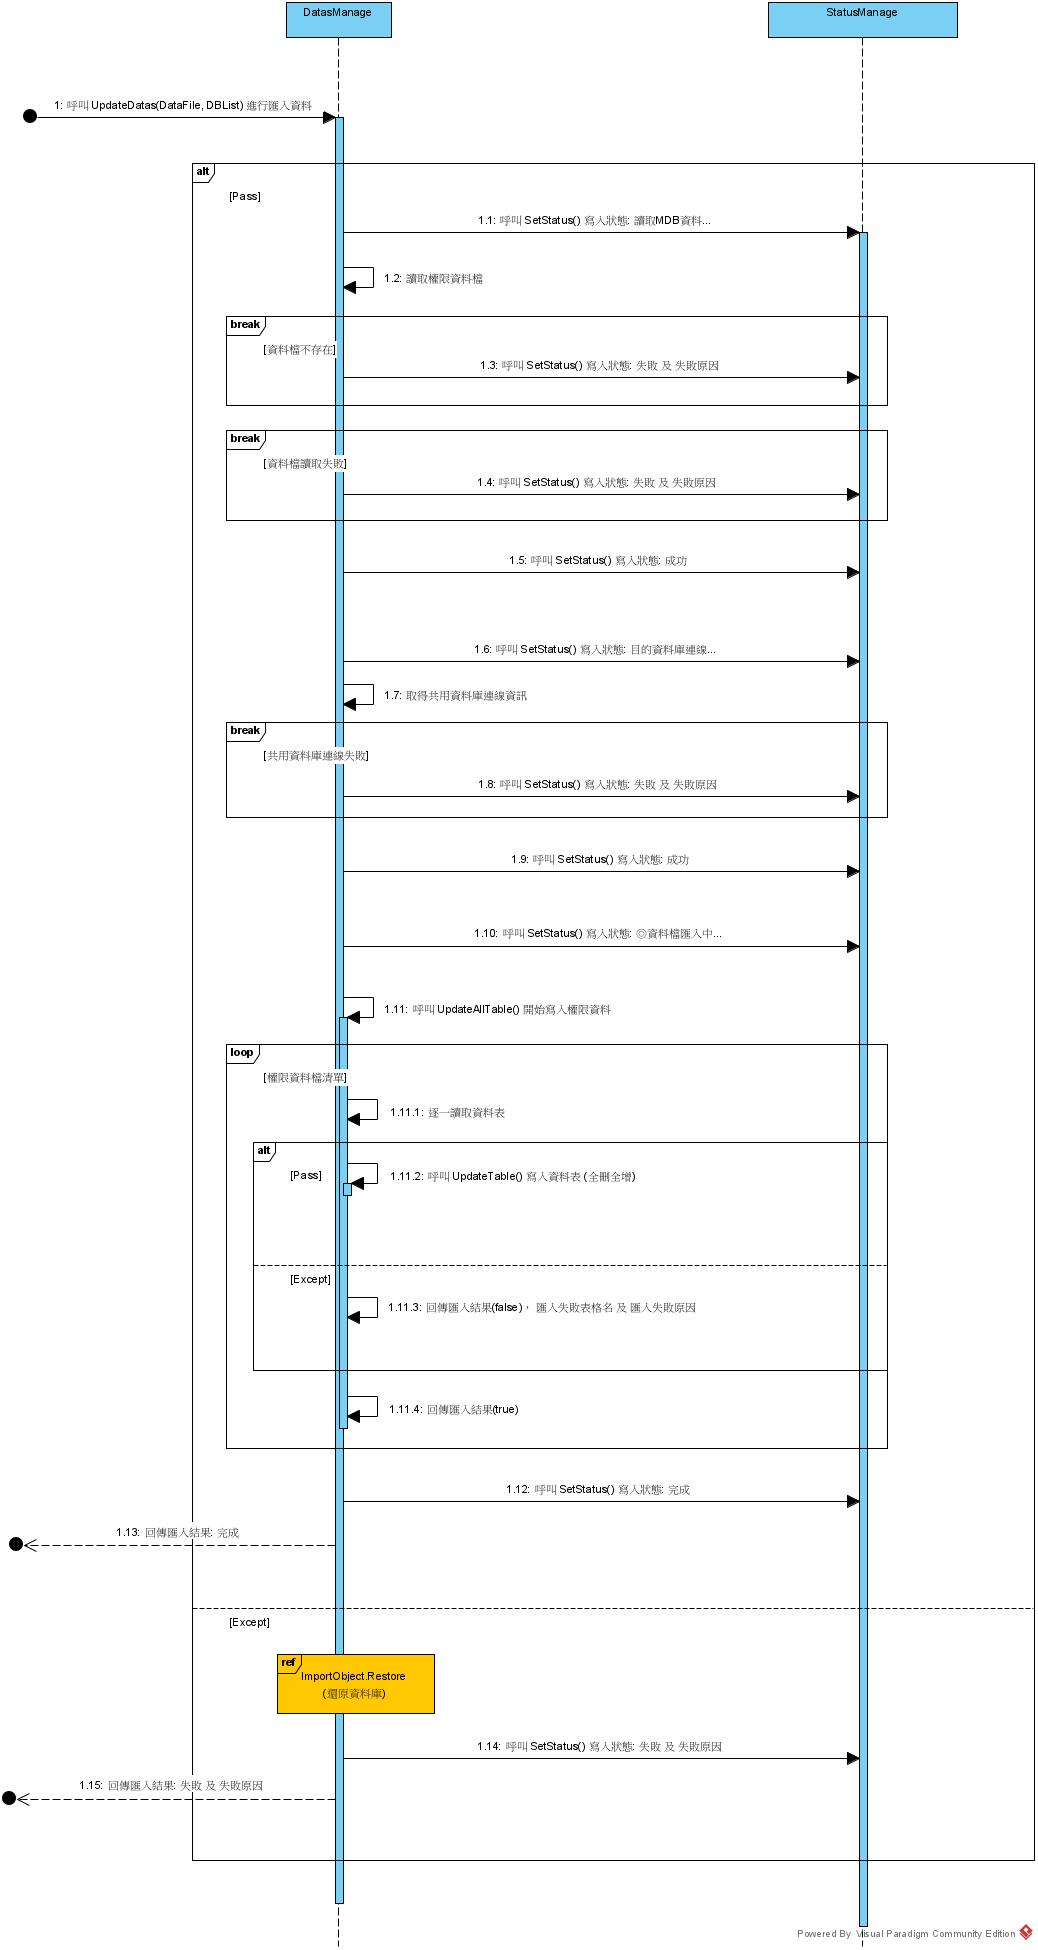 DatasManage
StatusManage
1: 呼叫 UpdateDatas(DataFile, DBList) 進行匯入資料
alt
[Pass]
1.1: 呼叫 SetStatus() 寫入狀態: 讀取MDB資料...
1.2: 讀取權限資料檔
break
[資料檔不存在]
1.3: 呼叫 SetStatus() 寫入狀態: 失敗 及 失敗原因
break
[資料檔讀取失敗]
1.4: 呼叫 SetStatus() 寫入狀態: 失敗 及 失敗原因
1.5: 呼叫 SetStatus() 寫入狀態: 成功
1.6: 呼叫 SetStatus() 寫入狀態: 目的資料庫連線...
1.7: 取得共用資料庫連線資訊
break
[共用資料庫連線失敗]
1.8: 呼叫 SetStatus() 寫入狀態: 失敗 及 失敗原因
1.9: 呼叫 SetStatus() 寫入狀態: 成功
1.10: 呼叫 SetStatus() 寫入狀態: ◎資料檔匯入中...
1.11: 呼叫 UpdateAllTable() 開始寫入權限資料
loop
[權限資料檔清單]
1.11.1: 逐一讀取資料表
alt
[Pass]
1.11.2: 呼叫 UpdateTable() 寫入資料表 (全刪全增)
[Except]
1.11.3: 回傳匯入結果(false)， 匯入失敗表格名 及 匯入失敗原因
1.11.4: 回傳匯入結果(true)
1.12: 呼叫 SetStatus() 寫入狀態: 完成
1.13: 回傳匯入結果: 完成
[Except]
ref
ImportObject.Restore
(還原資料庫)
1.14: 呼叫 SetStatus() 寫入狀態: 失敗 及 失敗原因
1.15: 回傳匯入結果: 失敗 及 失敗原因
Powered By Visual Paradigm Community Edition